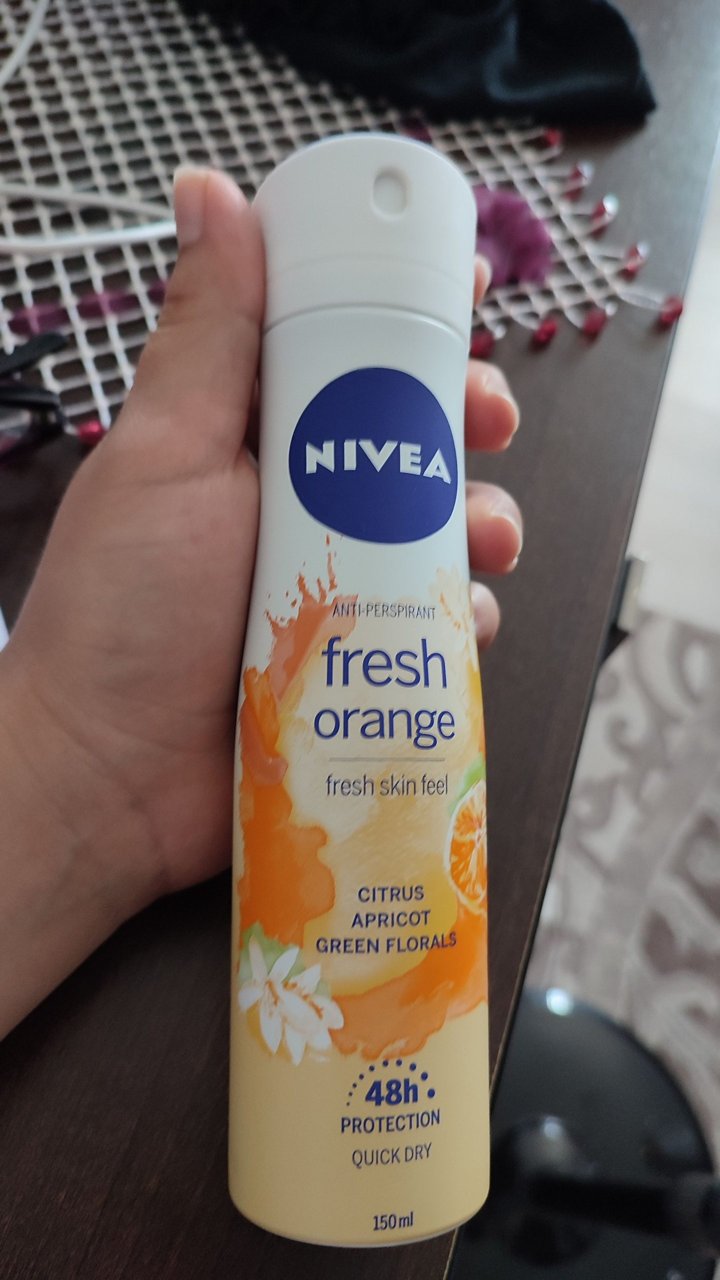 NIVEA
ANTI-PERSPIRANT
fresh
orange
fresh skin feel
CITRUS
APRICOT
GREEN FLORALS
48h
PROTECTION
QUICK DRY
150ml